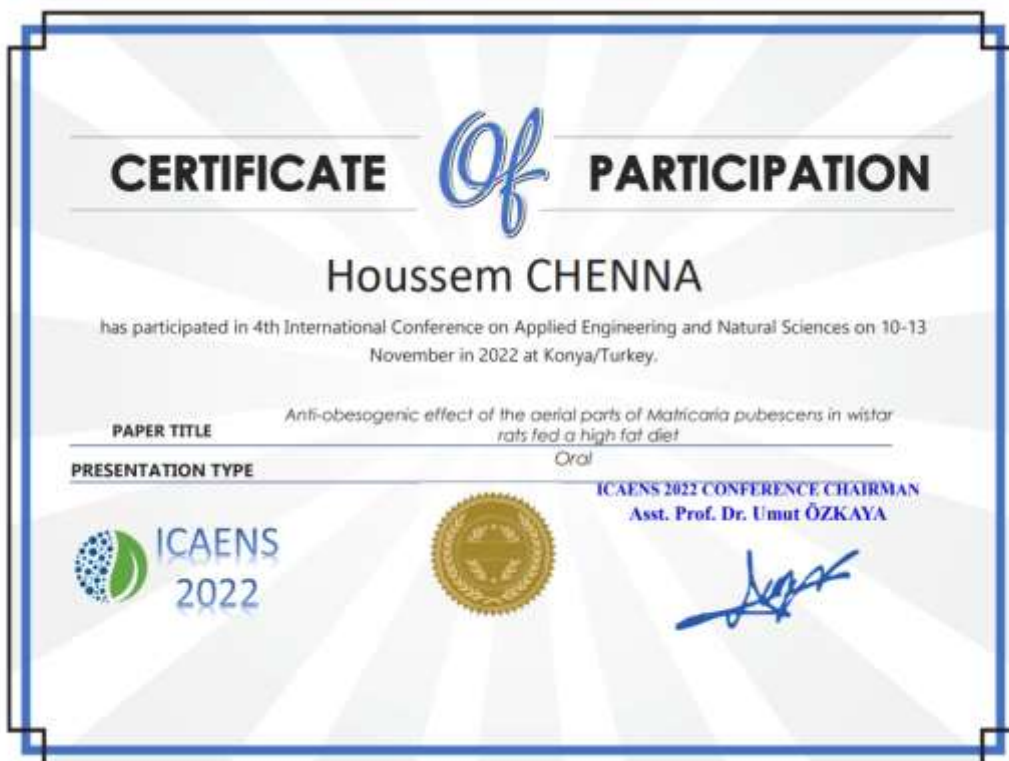 CERTIFICATE Of PARTICIPATION
Houssem CHENNA
has participated in 4th International Conference on Applied Engineering and Natural Sciences on 10-13
November in 2022 at Konya/Turkey.
PAPER TITLE
Anti-obesogenic effect of the aerial parts of Matricaria pubescens in wistar
rats fed a high fat diet
PRESENTATION TYPE
Oral
ICAENS 2022 CONFERENCE CHAIRMAN
Asst. Prof. Dr. Umut ÖZKAYA
ICAENS
2022